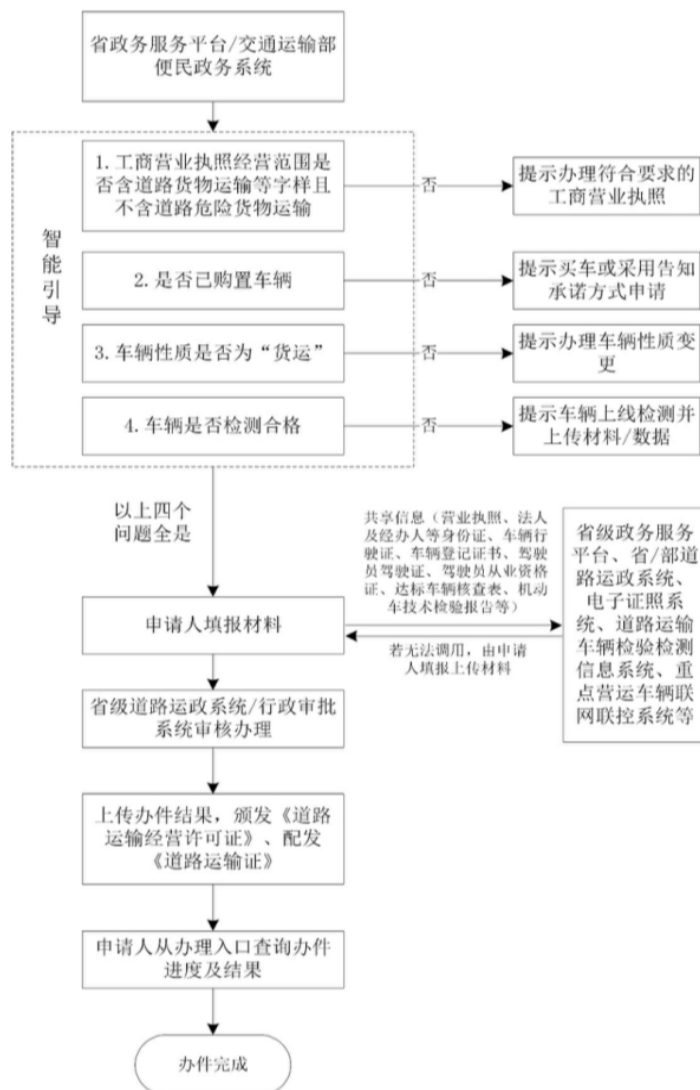 省政务服务平台/交通运输部
便民政务系统
智能引导
1. 工商营业执照经营范围是
否含道路货物运输等字样且
不含道路危险货物运输
否
提示办理符合要求的
工商营业执照
2. 是否已购置车辆
否
提示买车或采用告知
承诺方式申请
3. 车辆性质是否为“货运”
否
提示办理车辆性质变
更
4. 车辆是否检测合格
否
提示车辆上线检测并
上传材料/数据
以上四个
问题全是
申请人填报材料
共享信息（营业执照、法人
及经办人等身份证、车辆行
驶证、车辆登记证书、驾驶
员驾驶证、驾驶员从业资格
证、达标车辆核查表、机动
车技术检验报告等）
若无法调用，由申请
人填报上传材料
省级政务服务
平台、省/部道
路运政系统、
电子证照系
统、道路运输
车辆检验检测
信息系统、重
点营运车辆联
网联控系统等
省级道路运政系统/行政审批
系统审核办理
上传办件结果，颁发《道路
运输经营许可证》、配发
《道路运输证》
申请人从办理入口查询办件
进度及结果
办件完成